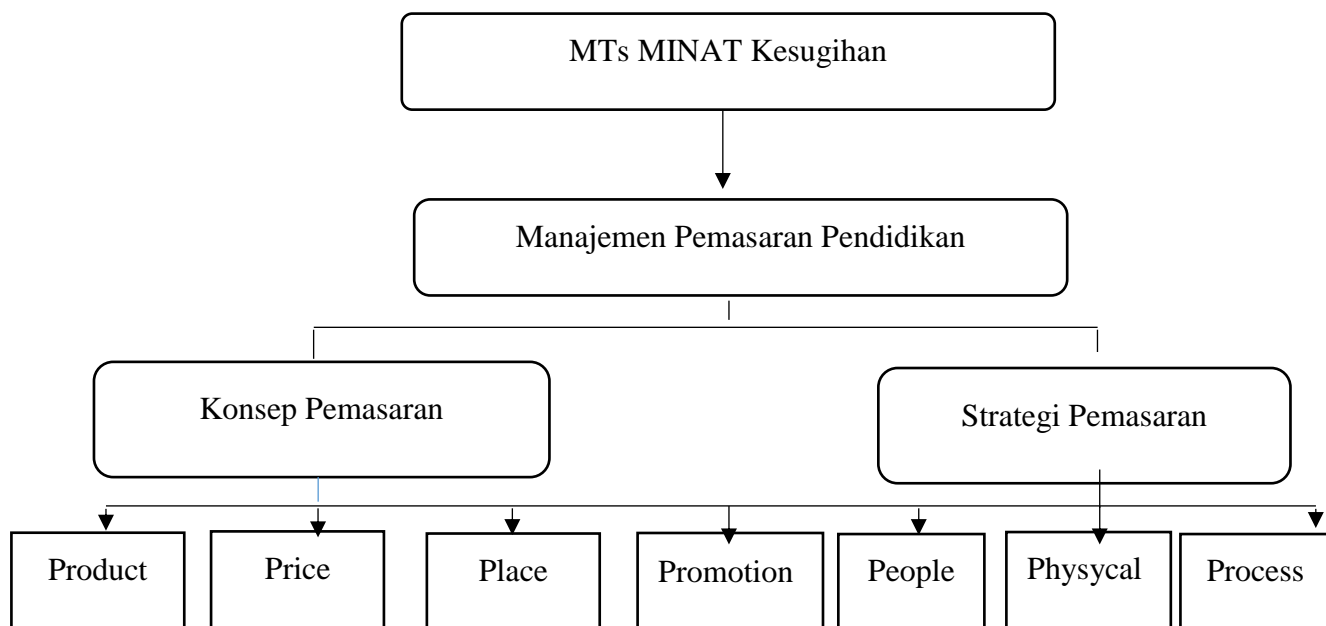 MTs MINAT Kesugihan
Manajemen Pemasaran Pendidikan
Konsep Pemasaran
Strategi Pemasaran
Product
Price
Place
Promotion
People
Physycal
Process